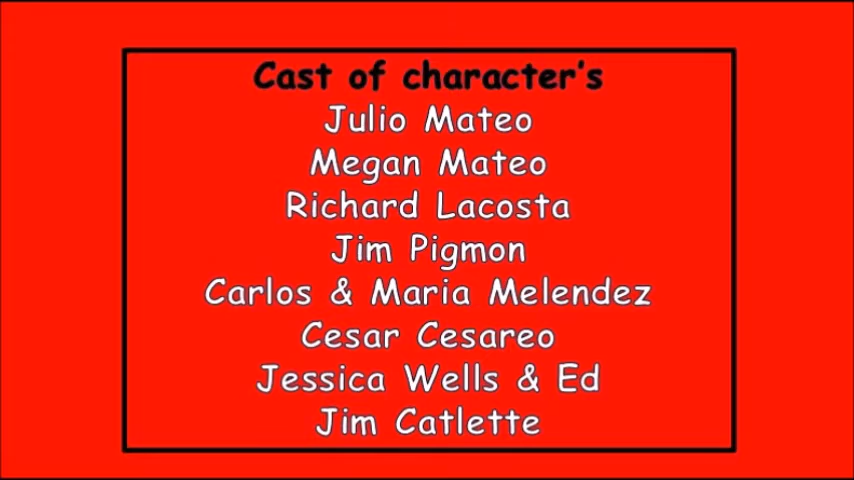 Cast of character's
Julio Mateo
Megan Mateo
Richard Lacosta
Jim Pigmon
Carlos & Maria Melendez
Cesar Cesareo
Jessica Wells & Ed
Jim Catlette